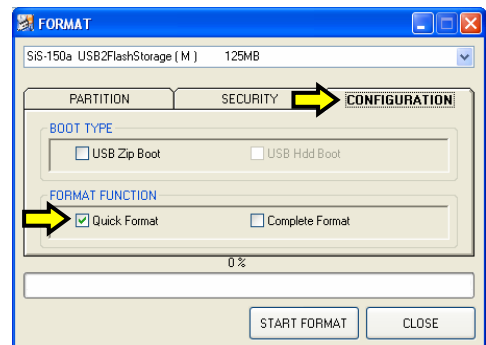 FORMAT
SiS-150a USB2FlashStorage ( M ) 125MB
PARTITION SECURITY CONFIGURATION
BOOT TYPE
USB Zip Boot USB Hdd Boot
FORMAT FUNCTION
Quick Format Complete Format
0 %
START FORMAT CLOSE